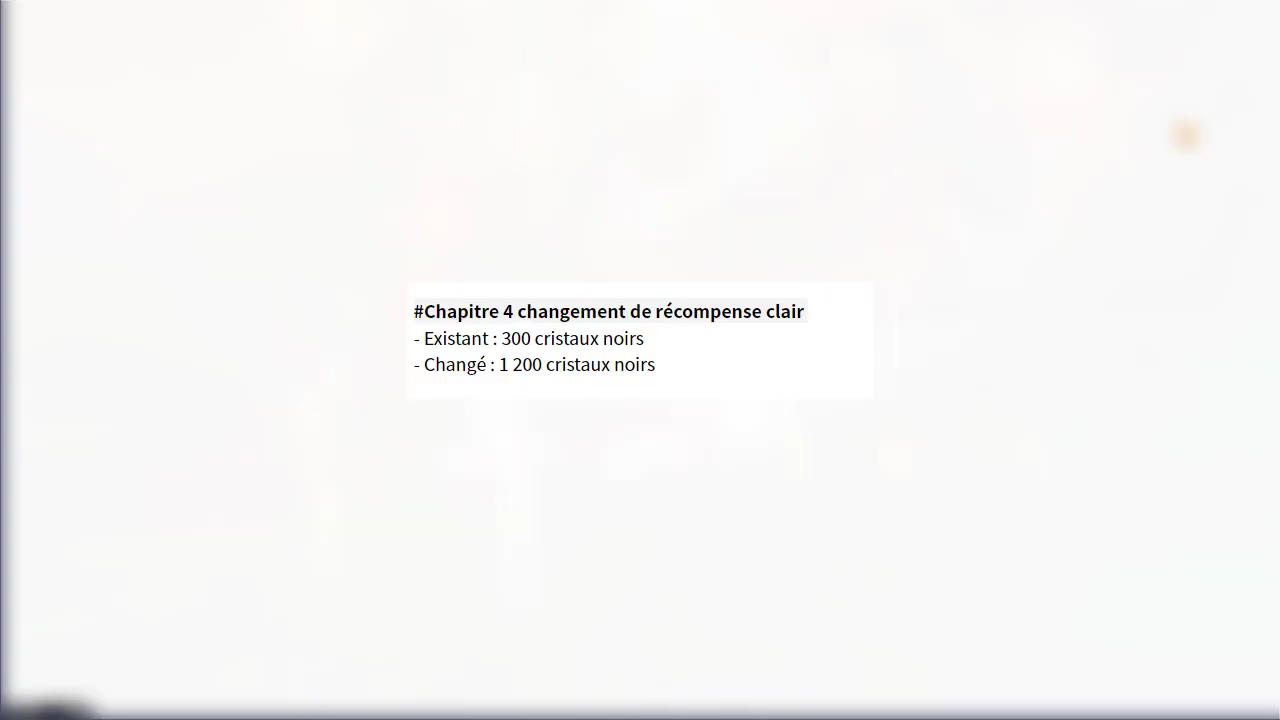 #Chapitre 4 changement de récompense clair
- Existant : 300 cristaux noirs
- Changé : 1 200 cristaux noirs